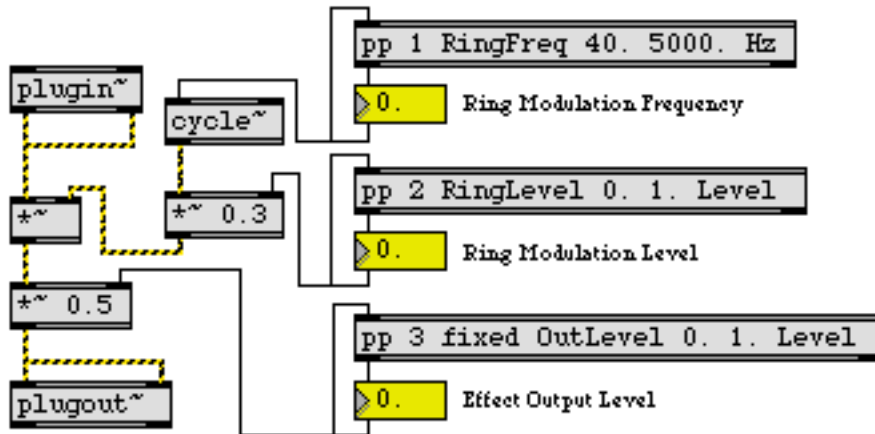 pp 1 RingFreq 40. 5000. Hz
plugin~
0.
Ring Modulation Frequency
cycle~
pp 2 RingLevel 0. 1. Level
*~
*~ 0.3
0.
Ring Modulation Level
*~ 0.5
pp 3 fixed OutLevel 0. 1. Level
plugout~
0.
Effect Output Level